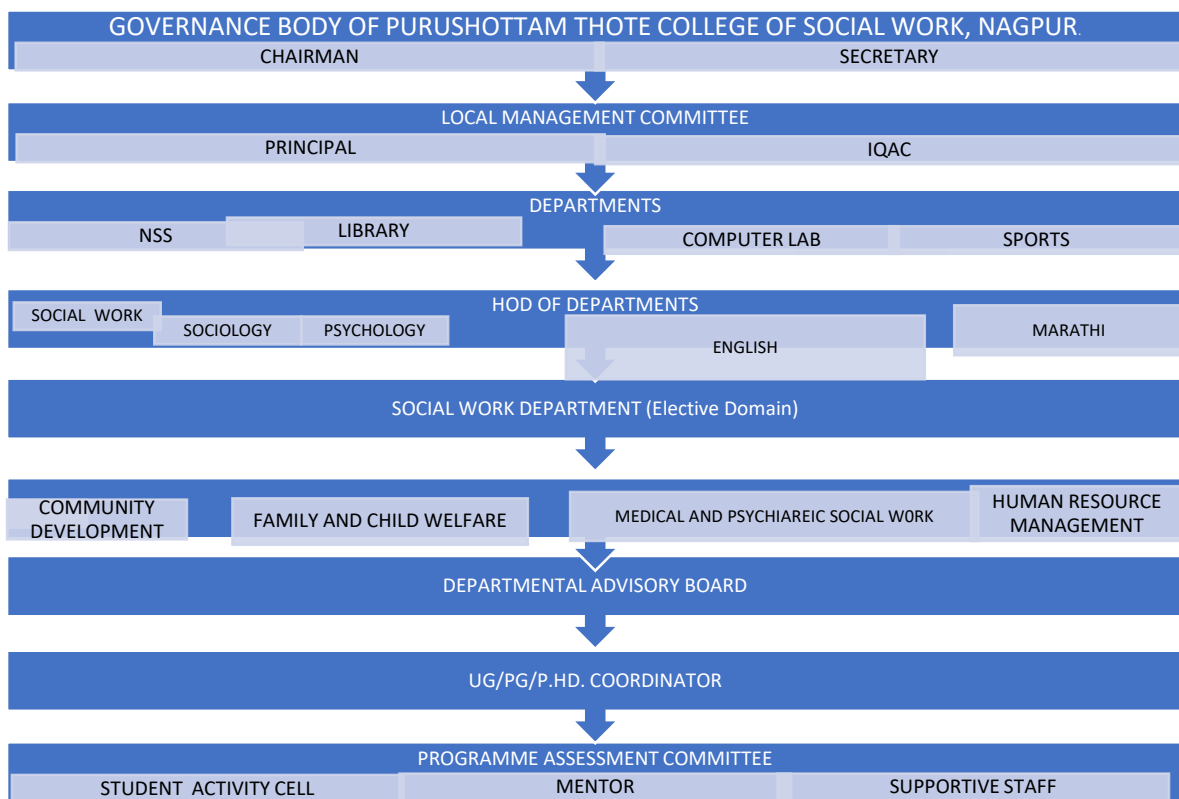 GOVERNANCE BODY OF PURUSHOTTAM THOTE COLLEGE OF SOCIAL WORK, NAGPUR.
CHAIRMAN
SECRETARY
LOCAL MANAGEMENT COMMITTEE
PRINCIPAL
IQAC
DEPARTMENTS
NSS
LIBRARY
COMPUTER LAB
SPORTS
HOD OF DEPARTMENTS
SOCIAL WORK
SOCIOLOGY
PSYCHOLOGY
ENGLISH
MARATHI
SOCIAL WORK DEPARTMENT (Elective Domain)
COMMUNITY
DEVELOPMENT
FAMILY AND CHILD WELFARE
MEDICAL AND PSYCHIAREIC SOCIAL W0RK
HUMAN RESOURCE
MANAGEMENT
DEPARTMENTAL ADVISORY BOARD
UG/PG/P.HD. COORDINATOR
PROGRAMME ASSESSMENT COMMITTEE
STUDENT ACTIVITY CELL
MENTOR
SUPPORTIVE STAFF